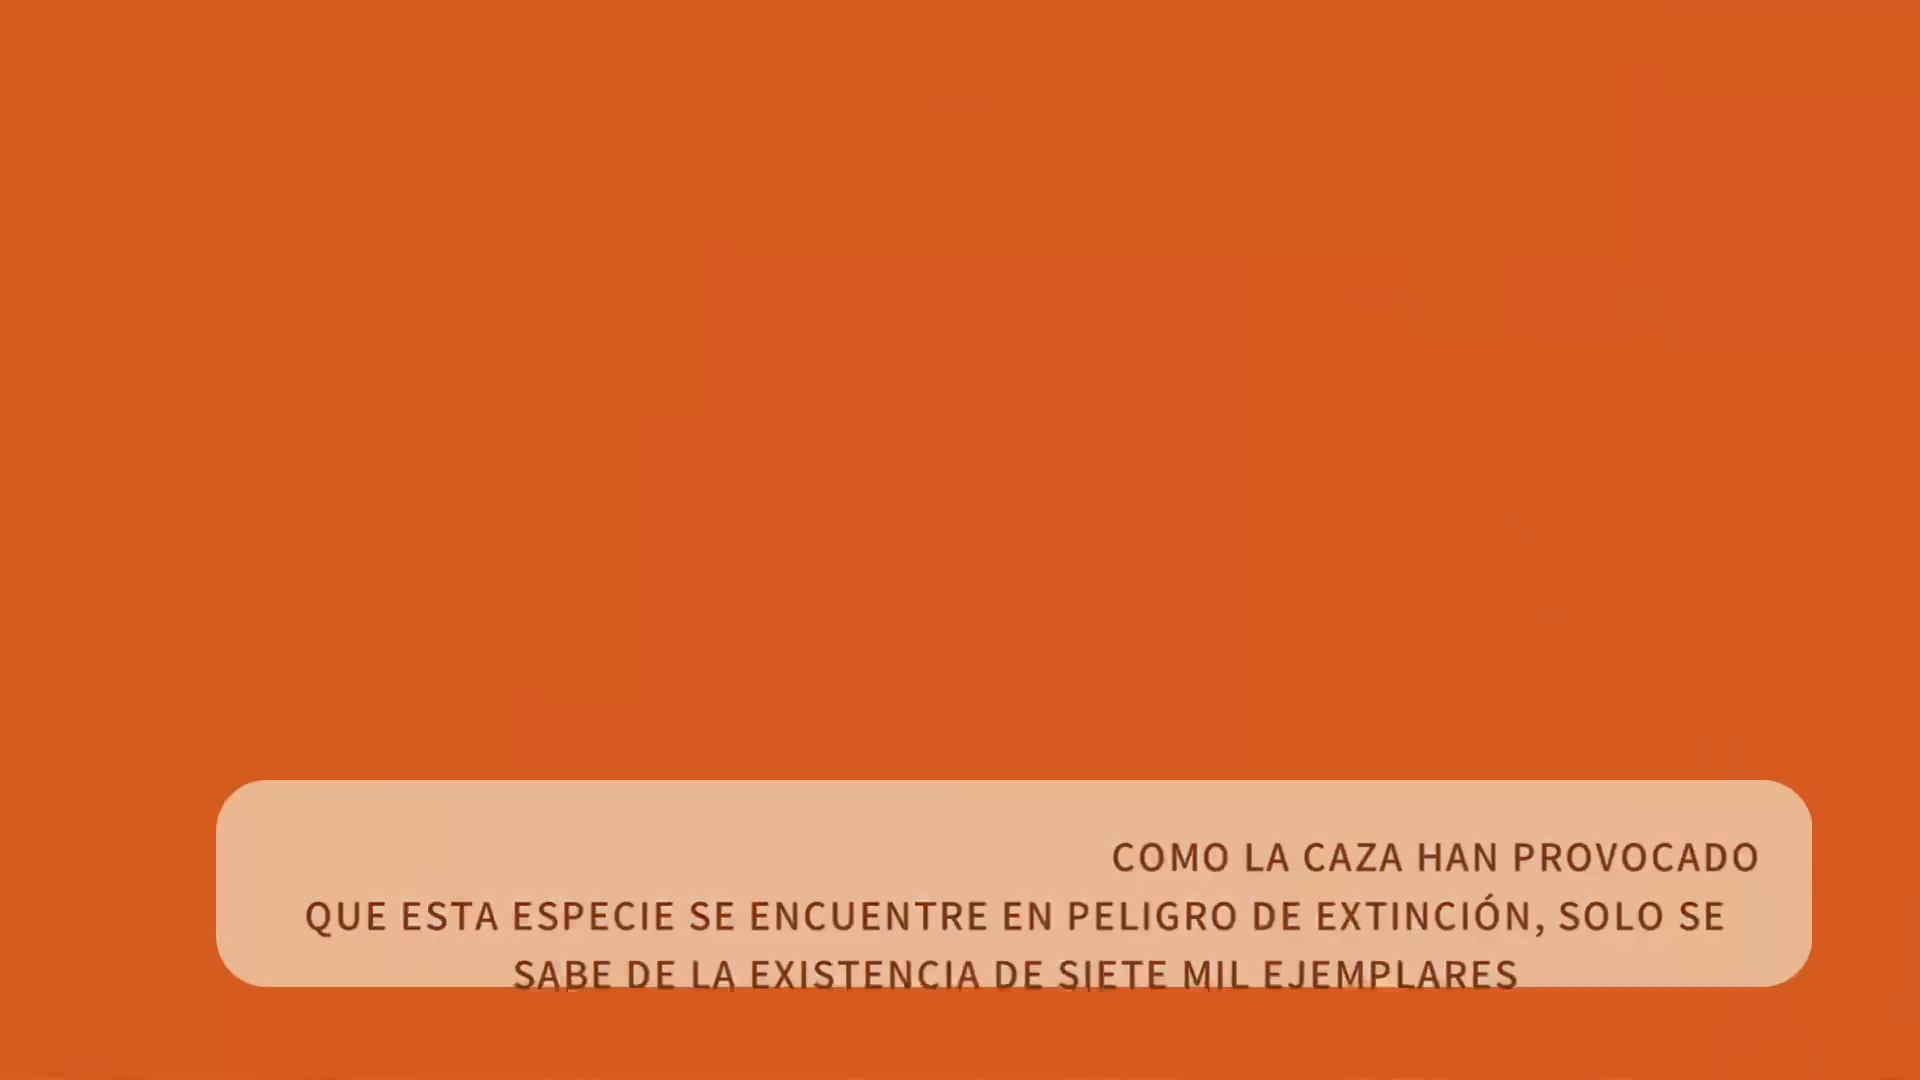 COMO LA CAZA HAN PROVOCADO
QUE ESTA ESPECIE SE ENCUENTRE EN PELIGRO DE EXTINCIÓN, SOLO SE
SABE DE LA EXISTENCIA DE SIETE MIL EJEMPLARES